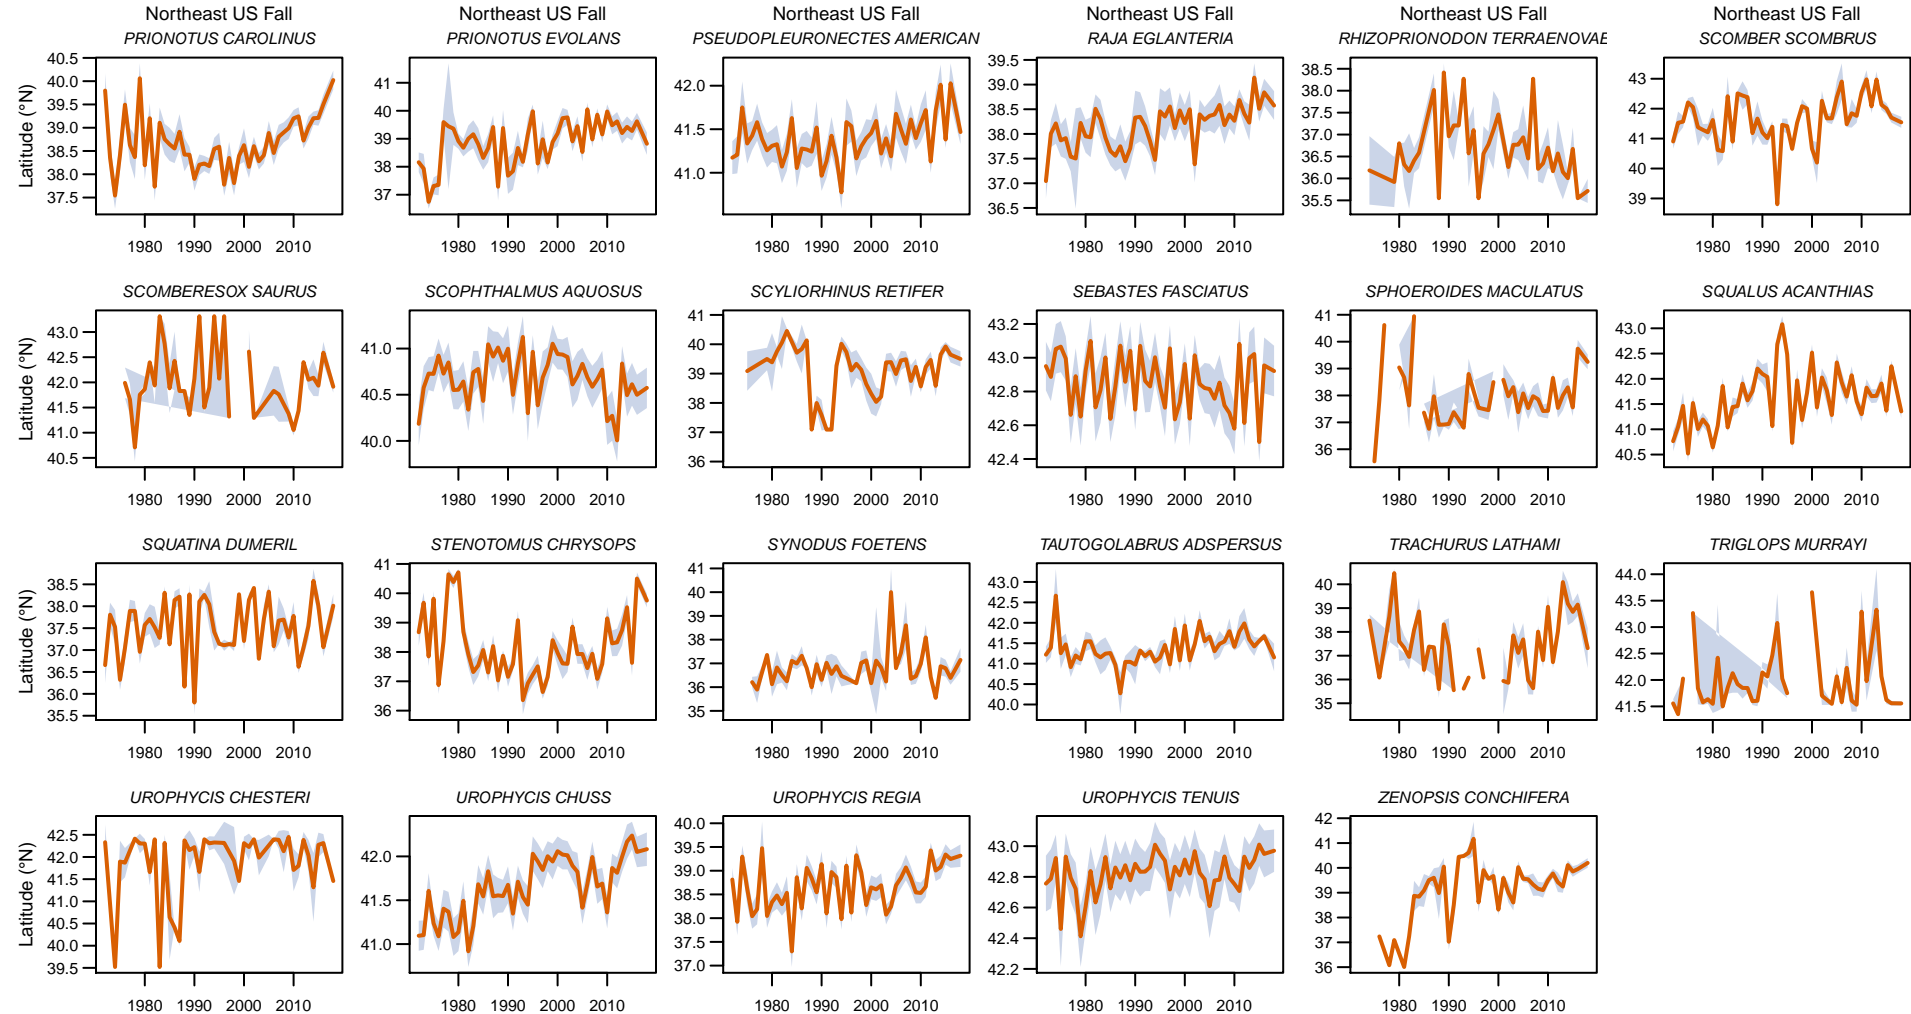 Northeast US Fall Northeast US Fall Northeast US Fall Northeast US Fall Northeast US Fall Northeast US Fall
PRIONOTUS CAROLINUS PRIONOTUS EVOLANS PSEUDOPLEURONECTES AMERICAN RAJA EGLANTERIA RHIZOPRIONODON TERRAENOVAE SCOMBER SCOMBRUS
Latitude (°N)
40.5 40.0 39.5 39.0 38.5 38.0 37.5
41 40 39 38 37
42.0 41.5 41.0
39.5 39.0 38.5 38.0 37.5 37.0 36.5
38.5 38.0 37.5 37.0 36.5 36.0 35.5
43 42 41 40 39
1980 1990 2000 2010 1980 1990 2000 2010 1980 1990 2000 2010 1980 1990 2000 2010 1980 1990 2000 2010 1980 1990 2000 2010
SCOMBERESOX SAURUS SCOPHTHALMUS AQUOSUS SCYLIORHINUS RETIFER SEBASTES FASCIATUS SPHOEROIDES MACULATUS SQUALUS ACANTHIAS
Latitude (°N)
43.0 42.5 42.0 41.5 41.0 40.5
41.0 40.5 40.0
41 40 39 38 37 36
43.2 43.0 42.8 42.6 42.4
41 40 39 38 37 36
43.0 42.5 42.0 41.5 41.0 40.5
1980 1990 2000 2010 1980 1990 2000 2010 1980 1990 2000 2010 1980 1990 2000 2010 1980 1990 2000 2010 1980 1990 2000 2010
SQUATINA DUMERIL STENOTOMUS CHRYSOPS SYNODUS FOETENS TAUTOGOLABRUS ADSPERSUS TRACHURUS LATHAMI TRIGLOPS MURRAYI
Latitude (°N)
38.5 38.0 37.5 37.0 36.5 36.0 35.5
41 40 39 38 37 36
41 40 39 38 37 36 35
43.0 42.5 42.0 41.5 41.0 40.5 40.0
40 39 38 37 36 35
44.0 43.5 43.0 42.5 42.0 41.5
1980 1990 2000 2010 1980 1990 2000 2010 1980 1990 2000 2010 1980 1990 2000 2010 1980 1990 2000 2010 1980 1990 2000 2010
UROPHYCIS CHESTERI UROPHYCIS CHUSS UROPHYCIS REGIA UROPHYCIS TENUIS ZENOPSIS CONCHIFERA
Latitude (°N)
42.5 42.0 41.5 41.0 40.5 40.0 39.5
42.0 41.5 41.0
40.0 39.5 39.0 38.5 38.0 37.5 37.0
43.0 42.8 42.6 42.4 42.2
42 41 40 39 38 37 36
1980 1990 2000 2010 1980 1990 2000 2010 1980 1990 2000 2010 1980 1990 2000 2010 1980 1990 2000 2010